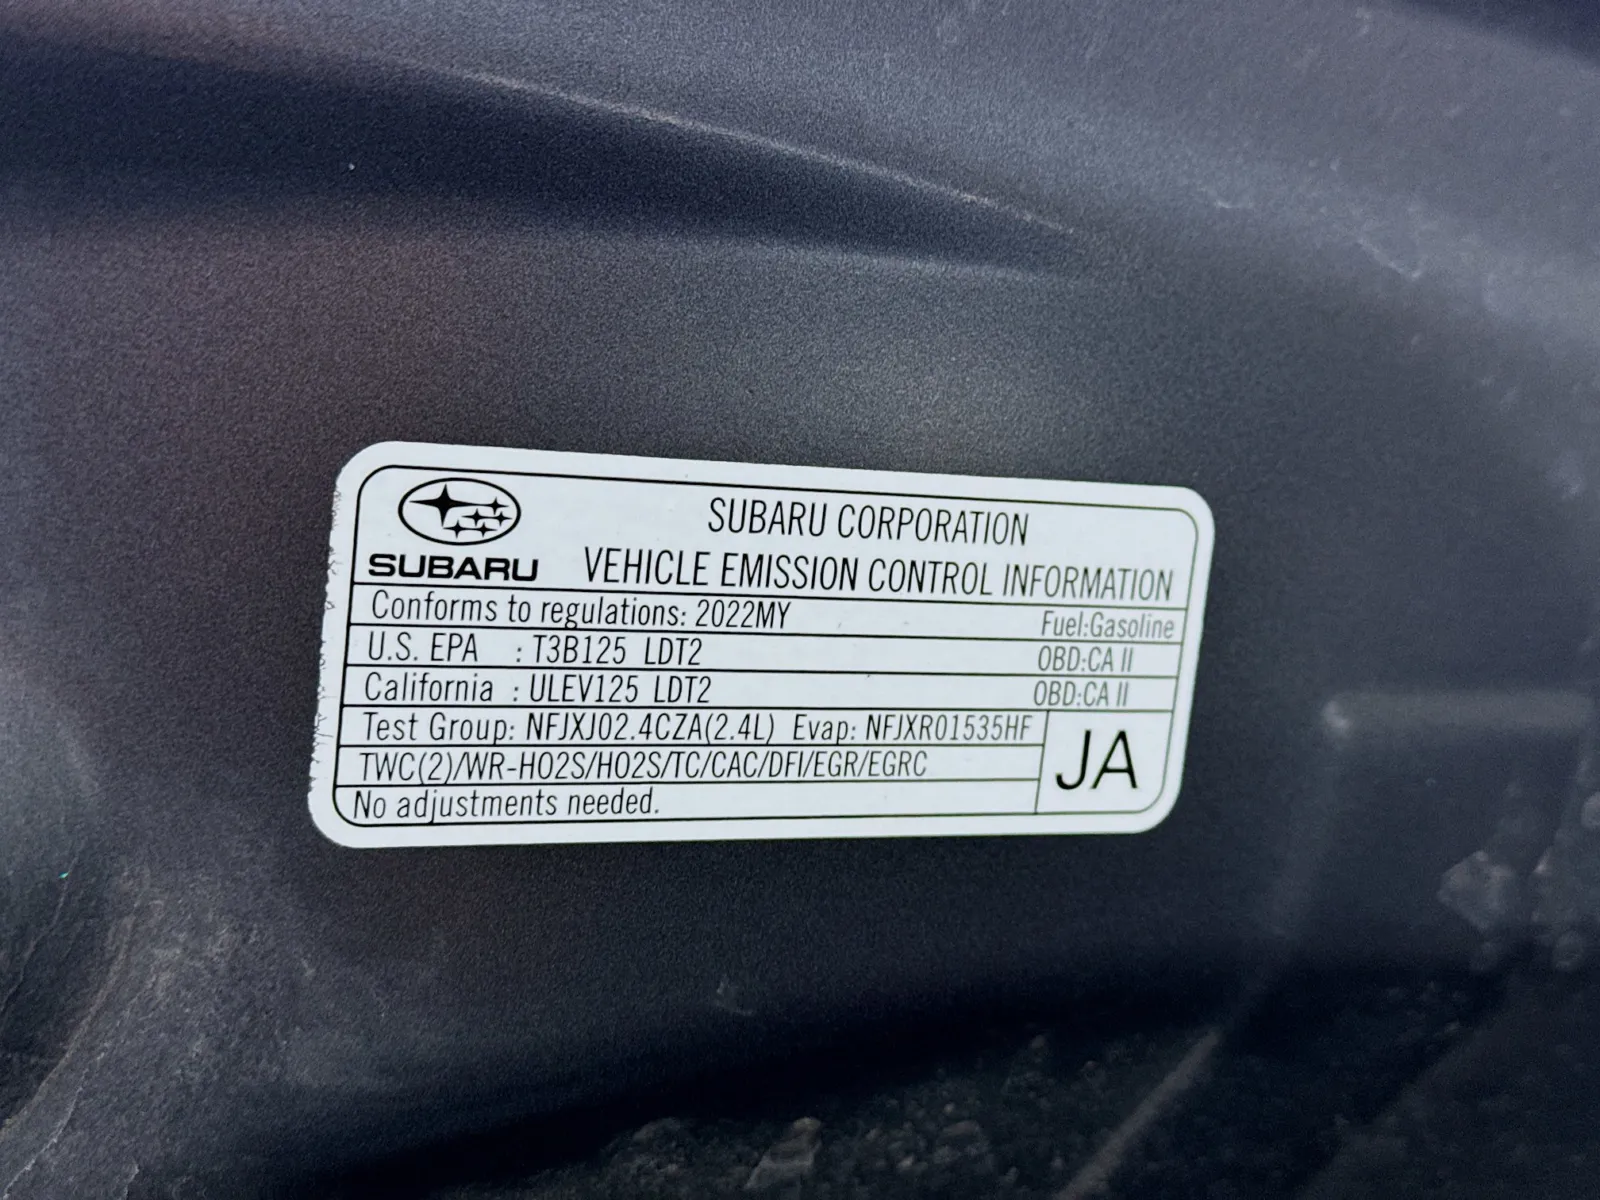 SUBARU CORPORATION
SUBARU VEHICLE EMISSION CONTROL INFORMATION
Conforms to regulations: 2022MY Fuel:Gasoline
U.S. EPA : T3B125 LDT2 OBD:CA II
California : ULEV125 LDT2 OBD:CA II
Test Group: NFJXJ02.4CZA(2.4L) Evap: NFJXR01535HF
JA
TWC(2)/WR-HO2S/HO2S/TC/CAC/DFI/EGR/EGRC
No adjustments needed.